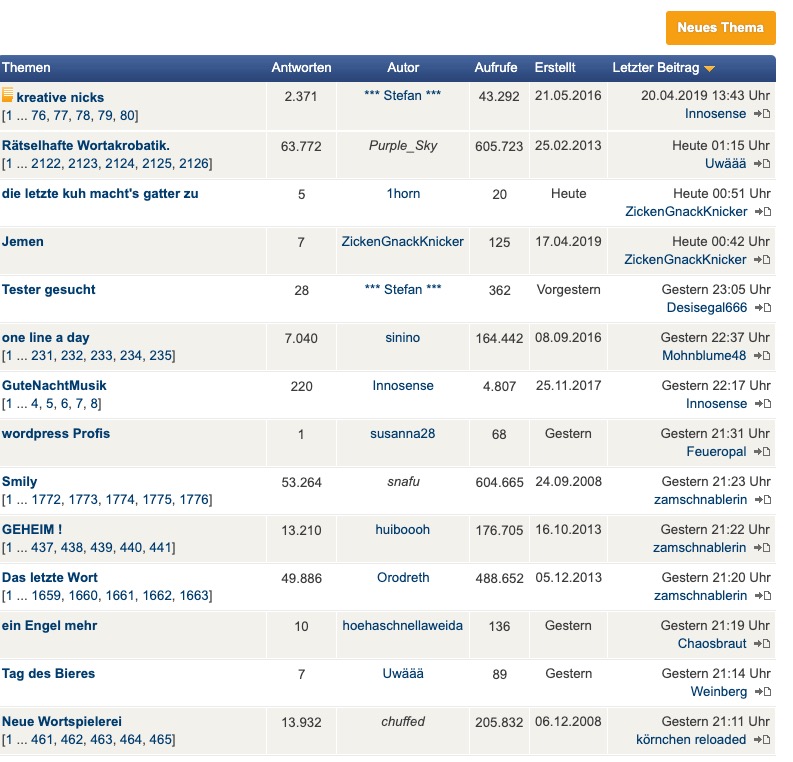 Neues Thema
Themen Antworten Autor Aufrufe Erstellt Letzter Beitrag
kreative nicks 2.371 *** Stefan *** 43.292 21.05.2016 20.04.2019 13:43 Uhr
[1 ... 76, 77, 78, 79, 80] Innosense
Rätselhafte Wortakrobatik. 63.772 Purple_Sky 605.723 25.02.2013 Heute 01:15 Uhr
[1 ... 2122, 2123, 2124, 2125, 2126] Uwäää
die letzte kuh macht's gatter zu 5 1horn 20 Heute Heute 00:51 Uhr
ZickenGnackKnicker
Jemen 7 ZickenGnackKnicker 125 17.04.2019 Heute 00:42 Uhr
ZickenGnackKnicker
Tester gesucht 28 *** Stefan *** 362 Vorgestern Gestern 23:05 Uhr
Desisegal666
one line a day 7.040 sinino 164.442 08.09.2016 Gestern 22:37 Uhr
[1 ... 231, 232, 233, 234, 235] Mohnblume48
GuteNachtMusik 220 Innosense 4.807 25.11.2017 Gestern 22:17 Uhr
[1 ... 4, 5, 6, 7, 8] Innosense
wordpress Profis 1 susanna28 68 Gestern Gestern 21:31 Uhr
Feueropal
Smily 53.264 snafu 604.665 24.09.2008 Gestern 21:23 Uhr
[1 ... 1772, 1773, 1774, 1775, 1776] zamschnablerin
GEHEIM ! 13.210 huiboooh 176.705 16.10.2013 Gestern 21:22 Uhr
[1 ... 437, 438, 439, 440, 441] zamschnablerin
Das letzte Wort 49.886 Orodreth 488.652 05.12.2013 Gestern 21:20 Uhr
[1 ... 1659, 1660, 1661, 1662, 1663] zamschnablerin
ein Engel mehr 10 hoehaschnellaweida 136 Gestern Gestern 21:19 Uhr
Chaosbraut
Tag des Bieres 7 Uwäää 89 Gestern Gestern 21:14 Uhr
Weinberg
Neue Wortspielerei 13.932 chuffed 205.832 06.12.2008 Gestern 21:11 Uhr
[1 ... 461, 462, 463, 464, 465] körnchen reloaded